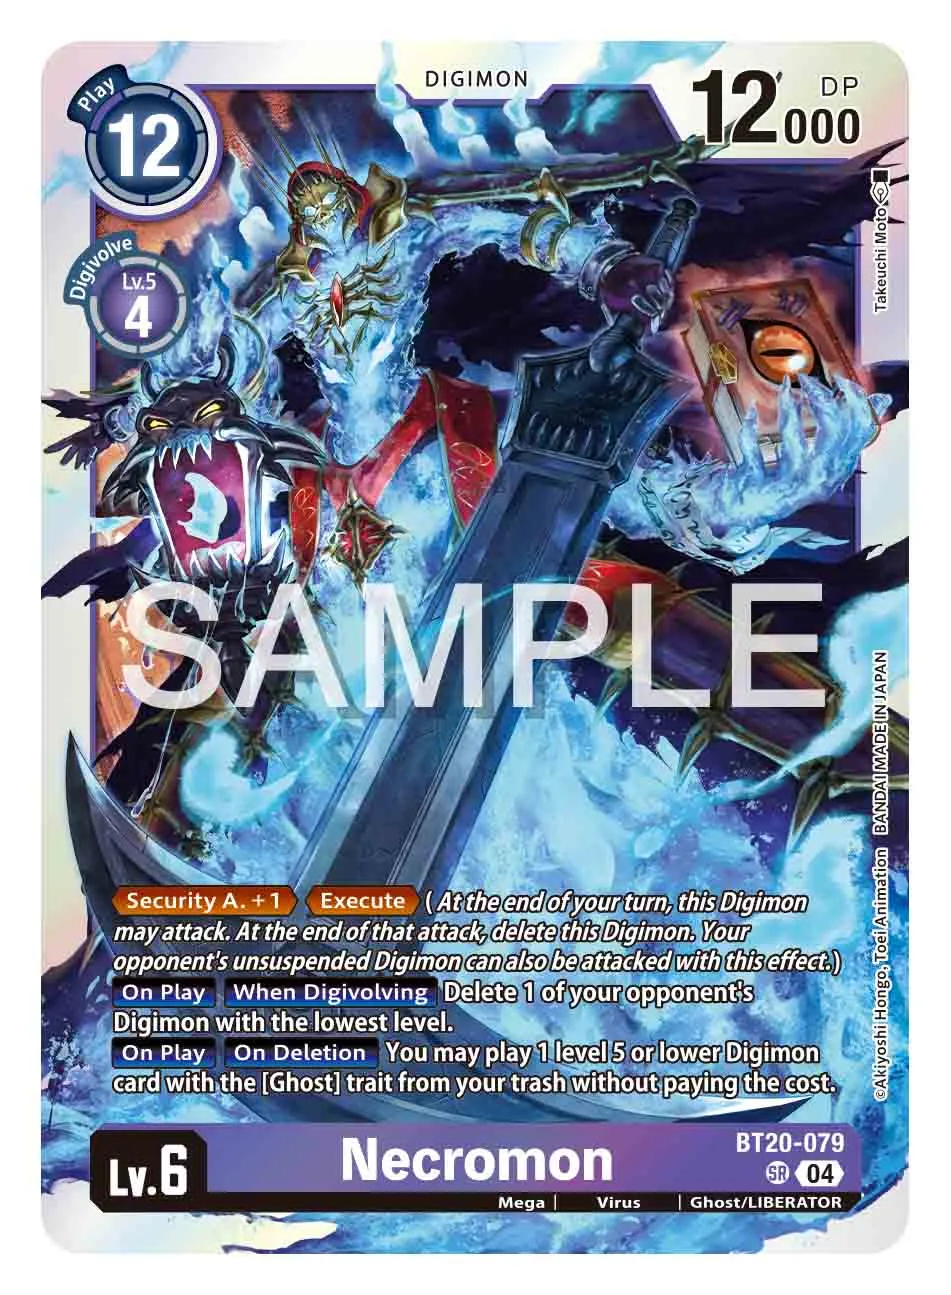 DIGIMON
Play
12
12000 DP
Digivolve
Lv.5
4
Takeuchi Moto
SAMPLE
©Akiyoshi Hongo, Toei Animation BANDAI MADE IN JAPAN
Security A. +1 Execute (At the end of your turn, this Digimon
may attack. At the end of that attack, delete this Digimon. Your
opponent's unsuspended Digimon can also be attacked with this effect.)
On Play When Digivolving Delete 1 of your opponent's
Digimon with the lowest level.
On Play On Deletion You may play 1 level 5 or lower Digimon
card with the [Ghost] trait from your trash without paying the cost.
BT20-079
Lv.6
Necromon
SR 04
Mega | Virus | Ghost/LIBERATOR